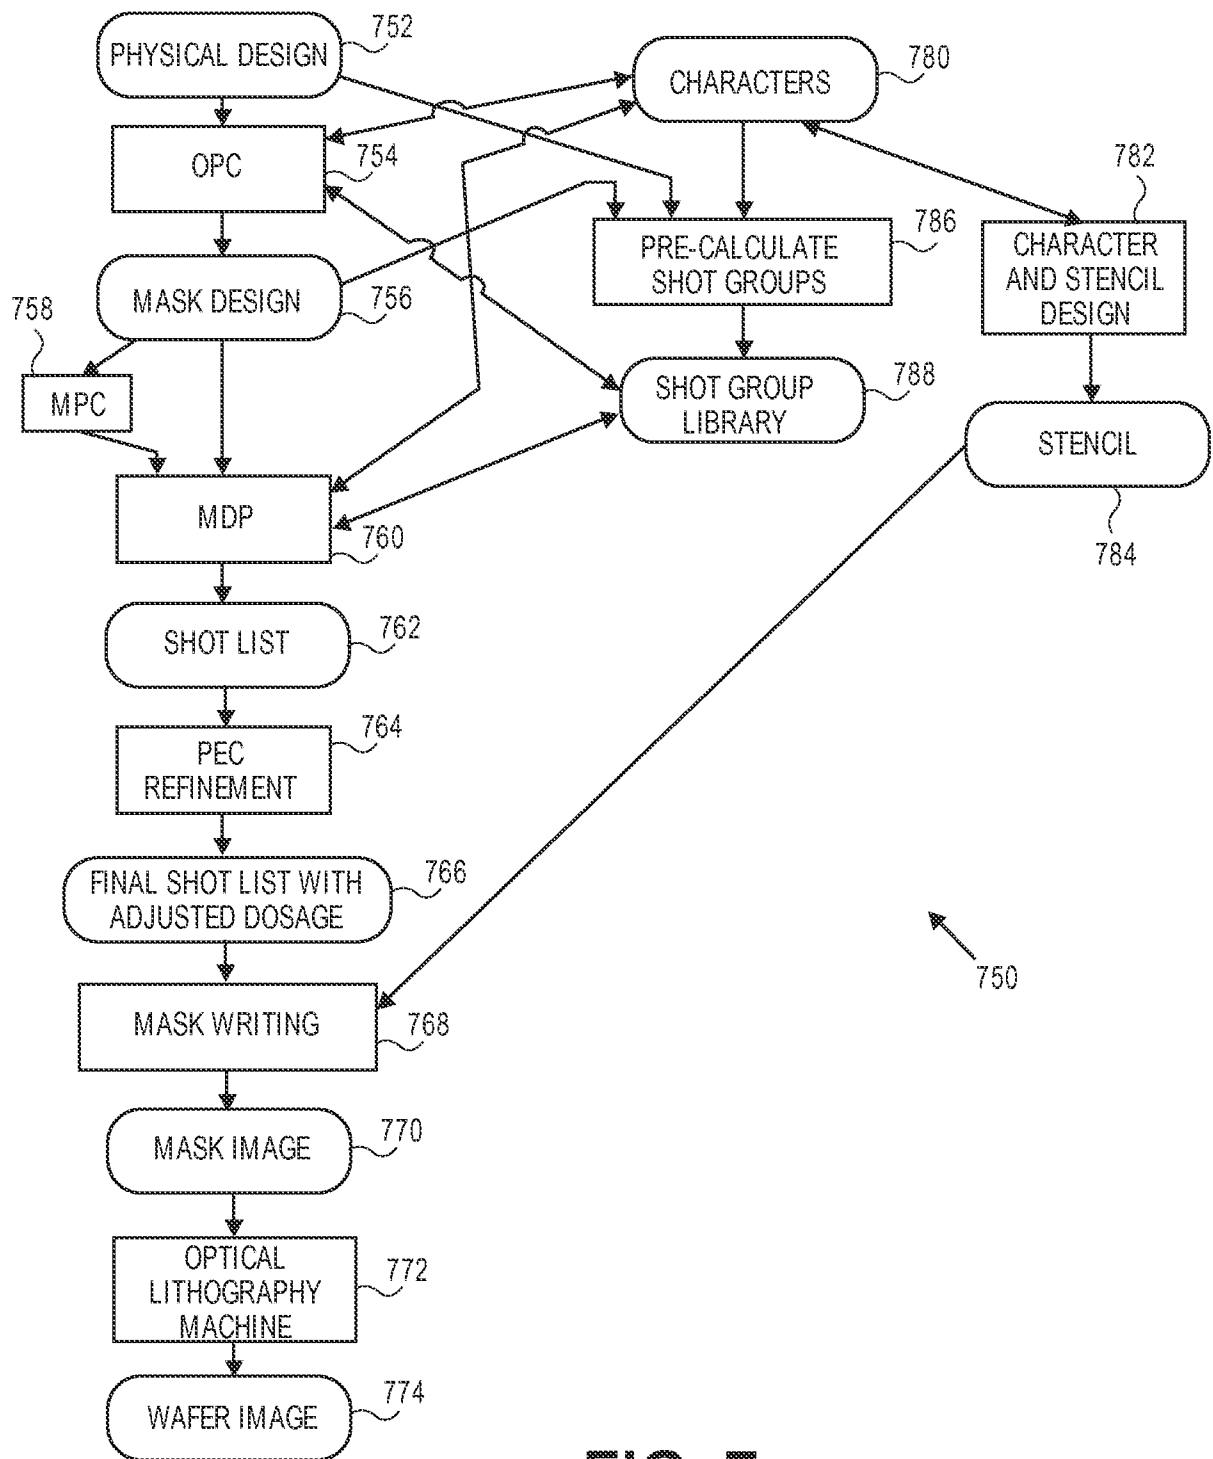 752
PHYSICAL DESIGN
780
CHARACTERS
OPC
754
782
786
PRE-CALCULATE
SHOT GROUPS
CHARACTER
AND STENCIL
DESIGN
758
MASK DESIGN
756
MPC
788
SHOT GROUP
LIBRARY
STENCIL
MDP
760
784
762
SHOT LIST
764
PEC
REFINEMENT
766
FINAL SHOT LIST WITH
ADJUSTED DOSAGE
750
MASK WRITING
768
770
MASK IMAGE
OPTICAL
LITHOGRAPHY
MACHINE
772
774
WAFER IMAGE